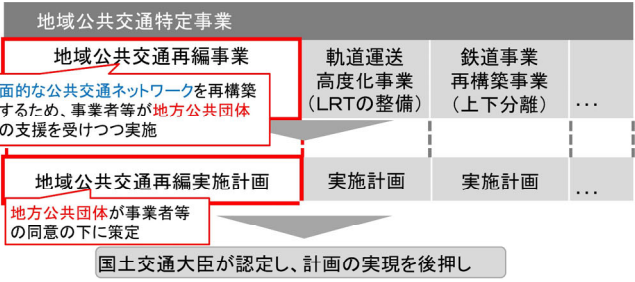 地域公共交通特定事業
地域公共交通再編事業
軌道運送
高度化事業
(LRTの整備)
鉄道事業
再構築事業
(上下分離)
...
面的な公共交通ネットワークを再構築
するため、事業者等が地方公共団体
の支援を受けつつ実施
地域公共交通再編実施計画
実施計画
実施計画
...
地方公共団体が事業者等
の同意の下に策定
国土交通大臣が認定し、計画の実現を後押し